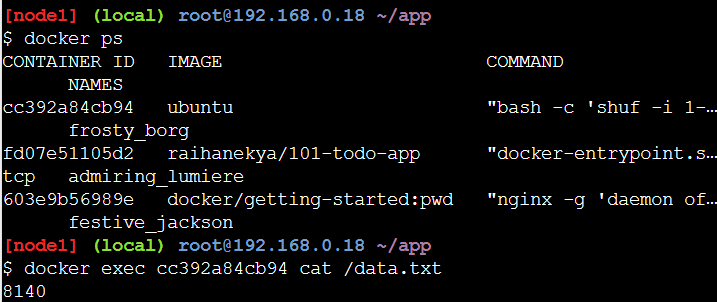 [node1] (local) root@192.168.0.18 ~/app
$ docker ps
CONTAINER ID   IMAGE                        COMMAND
      NAMES
cc392a84cb94   ubuntu                       "bash -c 'shuf -i 1-…
      frosty_borg
fd07e51105d2   raihanekya/101-todo-app      "docker-entrypoint.s…
tcp   admiring_lumiere
603e9b56989e   docker/getting-started:pwd   "nginx -g 'daemon of…
      festive_jackson
[node1] (local) root@192.168.0.18 ~/app
$ docker exec cc392a84cb94 cat /data.txt
8140